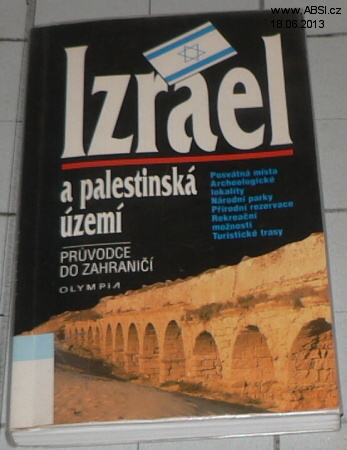 www.ABSI.cz
18.06.2013
Izrael
a palestinská
území
PRŮVODCE
DO ZAHRANIČÍ
OLYMPIA
Posvátná místa
Archeologické
lokality
Národní parky
Přírodní rezervace
Rekreační
možnosti
Turistické trasy